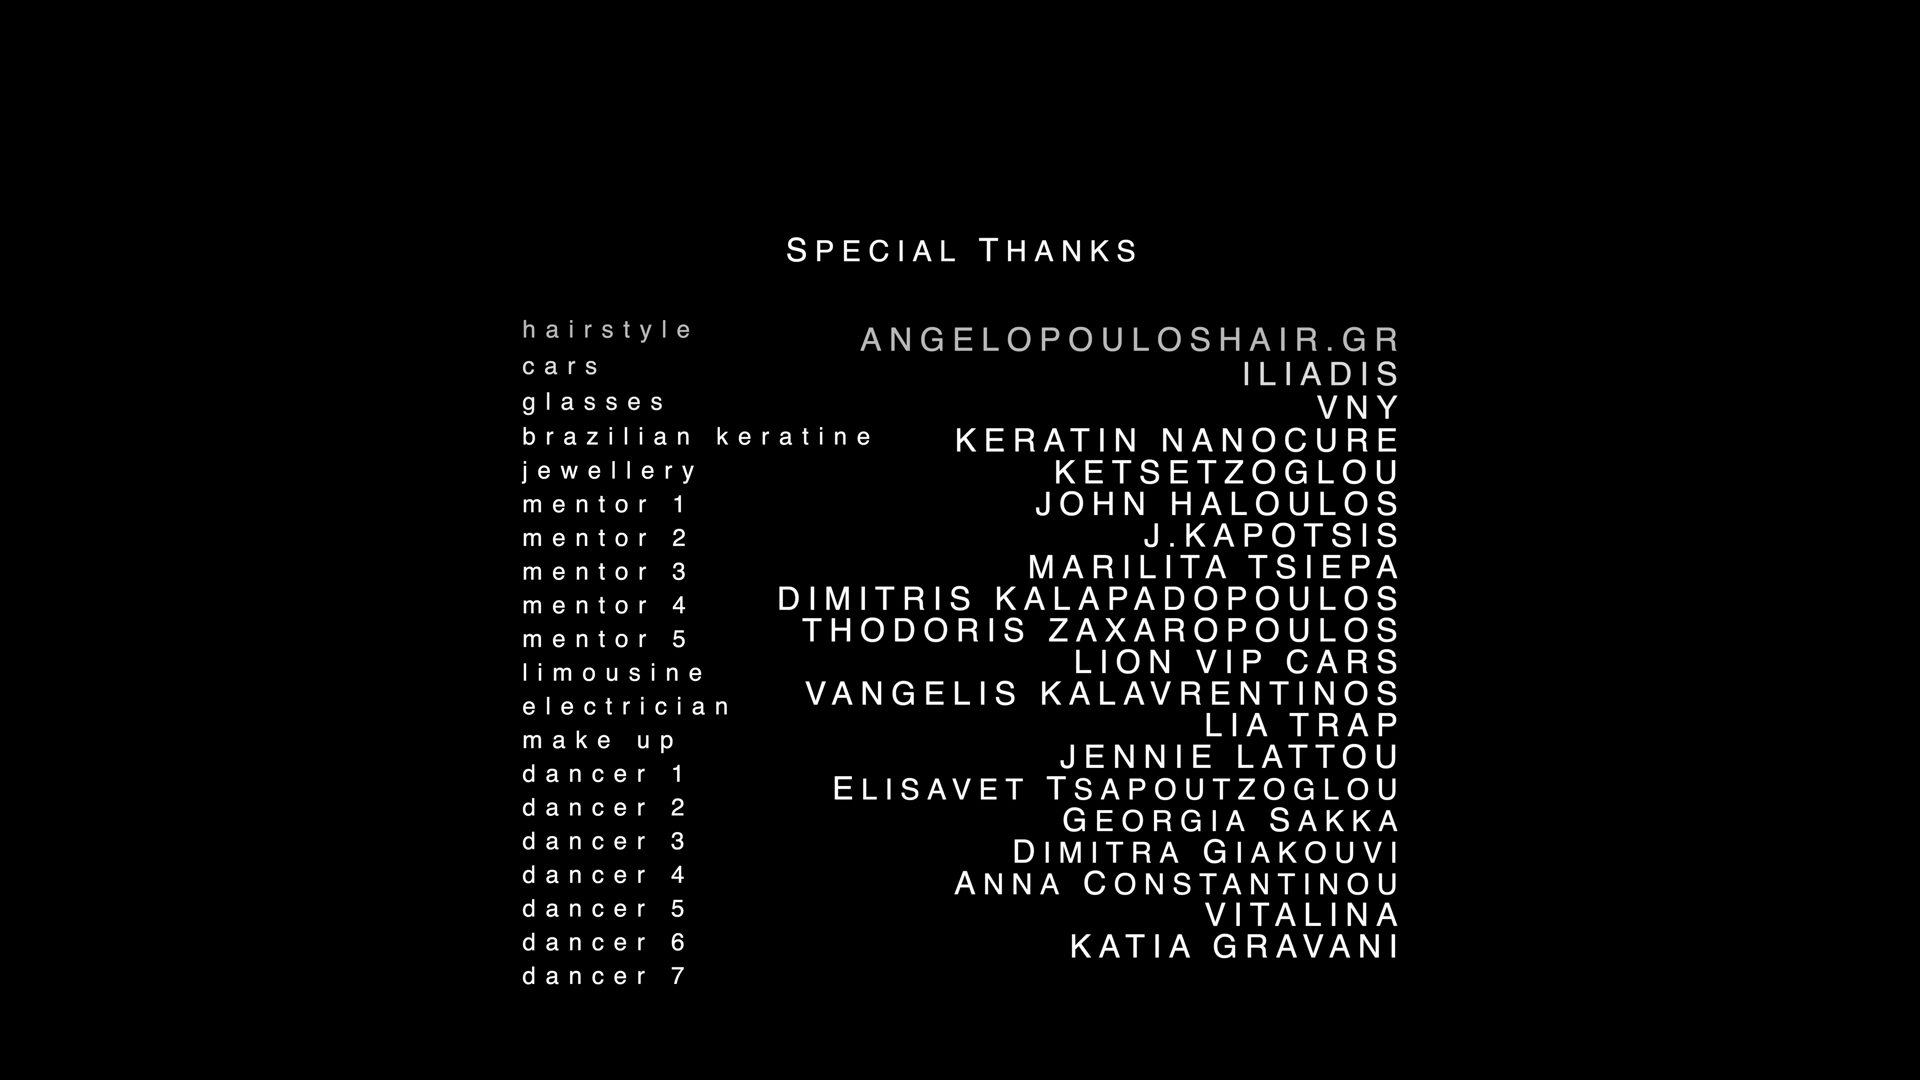 SPECIAL THANKS
hairstyle ANGELOPOULOSHAIR.GR
cars ILIADIS
glasses VNY
brazilian keratine KERATIN NANOCURE
jewellery KETSETZOGLOU
mentor 1 JOHN HALOULOS
mentor 2 J.KAPOTSIS
mentor 3 MARILITA TSIEPA
mentor 4 DIMITRIS KALAPADOPOULOS
mentor 5 THODORIS ZAXAROPOULOS
limousine LION VIP CARS
electrician VANGELIS KALAVRENTINOS
make up LIA TRAP
dancer 1 JENNIE LATTOU
dancer 2 ELISAVET TSAPOUTZOGLOU
dancer 3 GEORGIA SAKKA
dancer 4 DIMITRA GIAKOUVI
dancer 5 ANNA CONSTANTINOU
dancer 6 VITALINA
dancer 7 KATIA GRAVANI